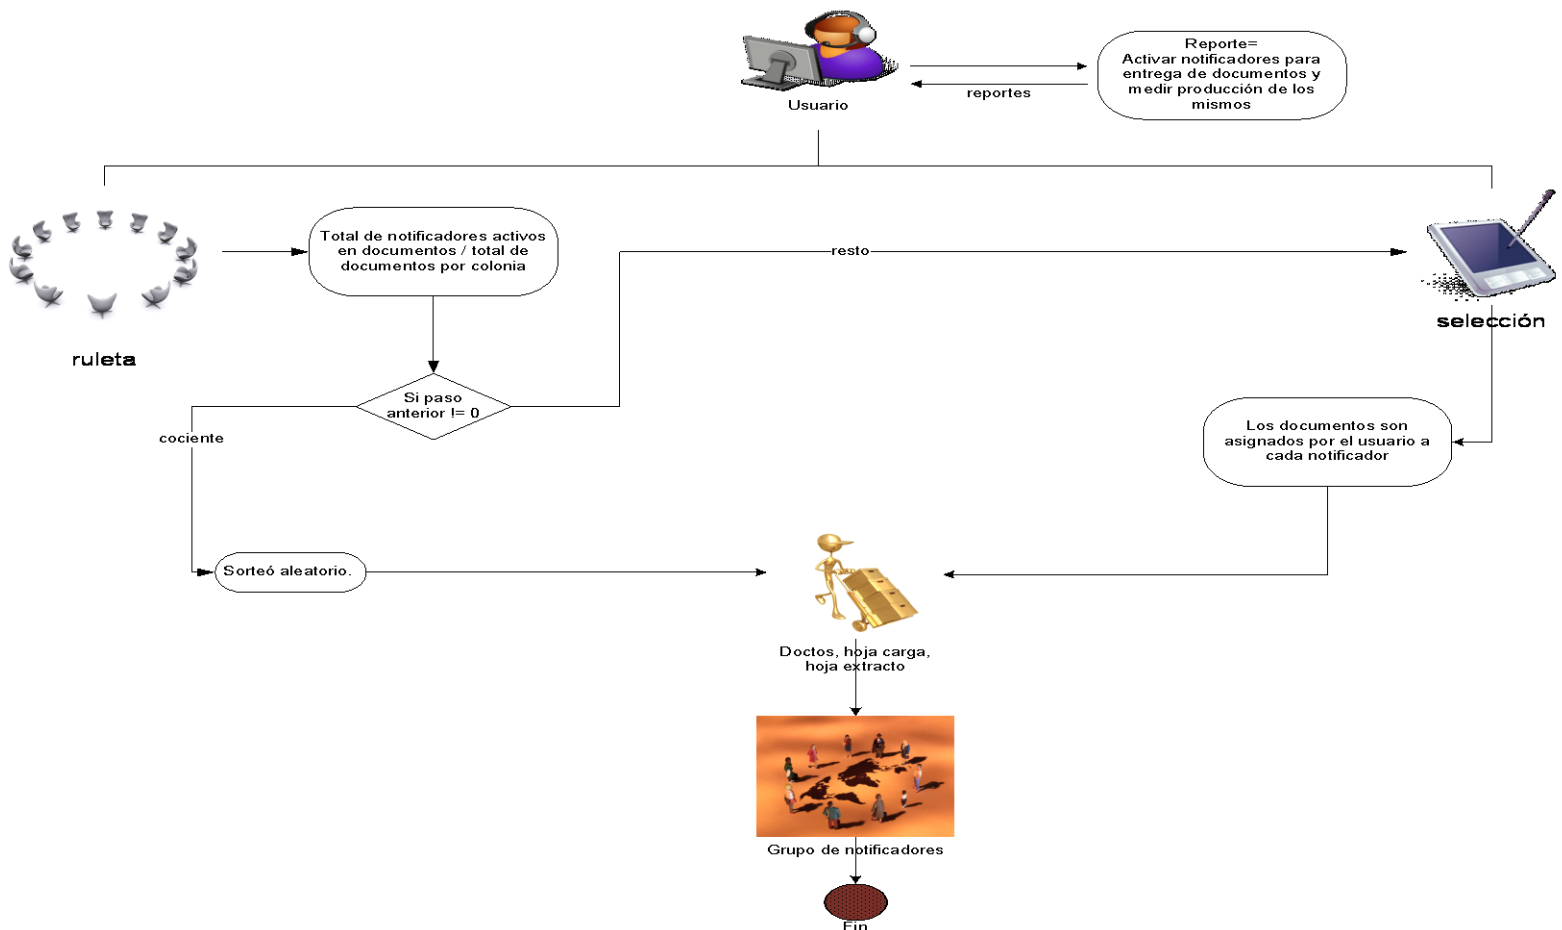 Reporte=
Activar notificadores para
entrega de documentos y
medir producción de los
mismos
reportes
Usuario
Total de notificadores activos
en documentos / total de
documentos por colonia
resto
selección
ruleta
Si paso
anterior != 0
cociente
Los documentos son
asignados por el usuario a
cada notificador
Sorteó aleatorio.
Doctos, hoja carga,
hoja extracto
Grupo de notificadores
Fin